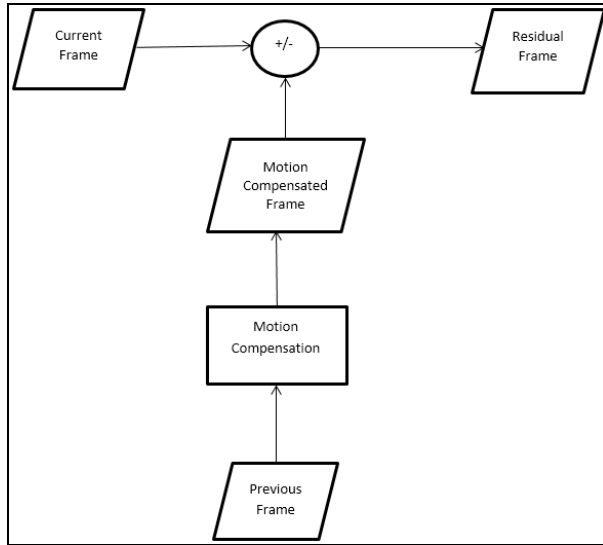 Current
Frame
+/-
Residual
Frame
Motion
Compensated
Frame
Motion
Compensation
Previous
Frame